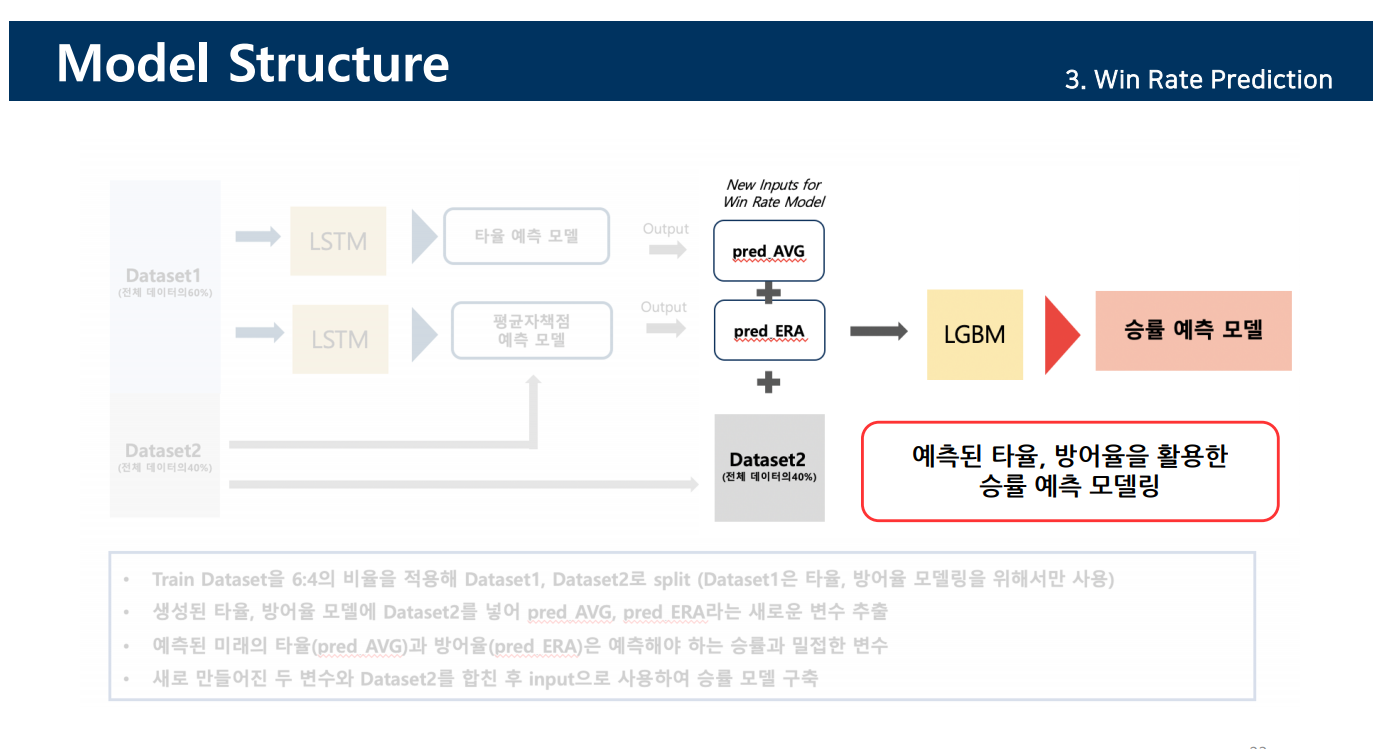 Model Structure
3. Win Rate Prediction
New Inputs for
Win Rate Model
Dataset1
(전체 데이터의60%)
LSTM
타율 예측 모델
Output
pred_AVG
LSTM
평균자책점
예측 모델
Output
pred_ERA
LGBM
승률 예측 모델
Dataset2
(전체 데이터의40%)
Dataset2
(전체 데이터의40%)
예측된 타율, 방어율을 활용한
승률 예측 모델링
• Train Dataset을 6:4의 비율을 적용해 Dataset1, Dataset2로 split (Dataset1은 타율, 방어율 모델링을 위해서만 사용)
• 생성된 타율, 방어율 모델에 Dataset2를 넣어 pred_AVG, pred_ERA라는 새로운 변수 추출
• 예측된 미래의 타율(pred_AVG)과 방어율(pred_ERA)은 예측해야 하는 승률과 밀접한 변수
• 새로 만들어진 두 변수와 Dataset2를 합친 후 input으로 사용하여 승률 모델 구축